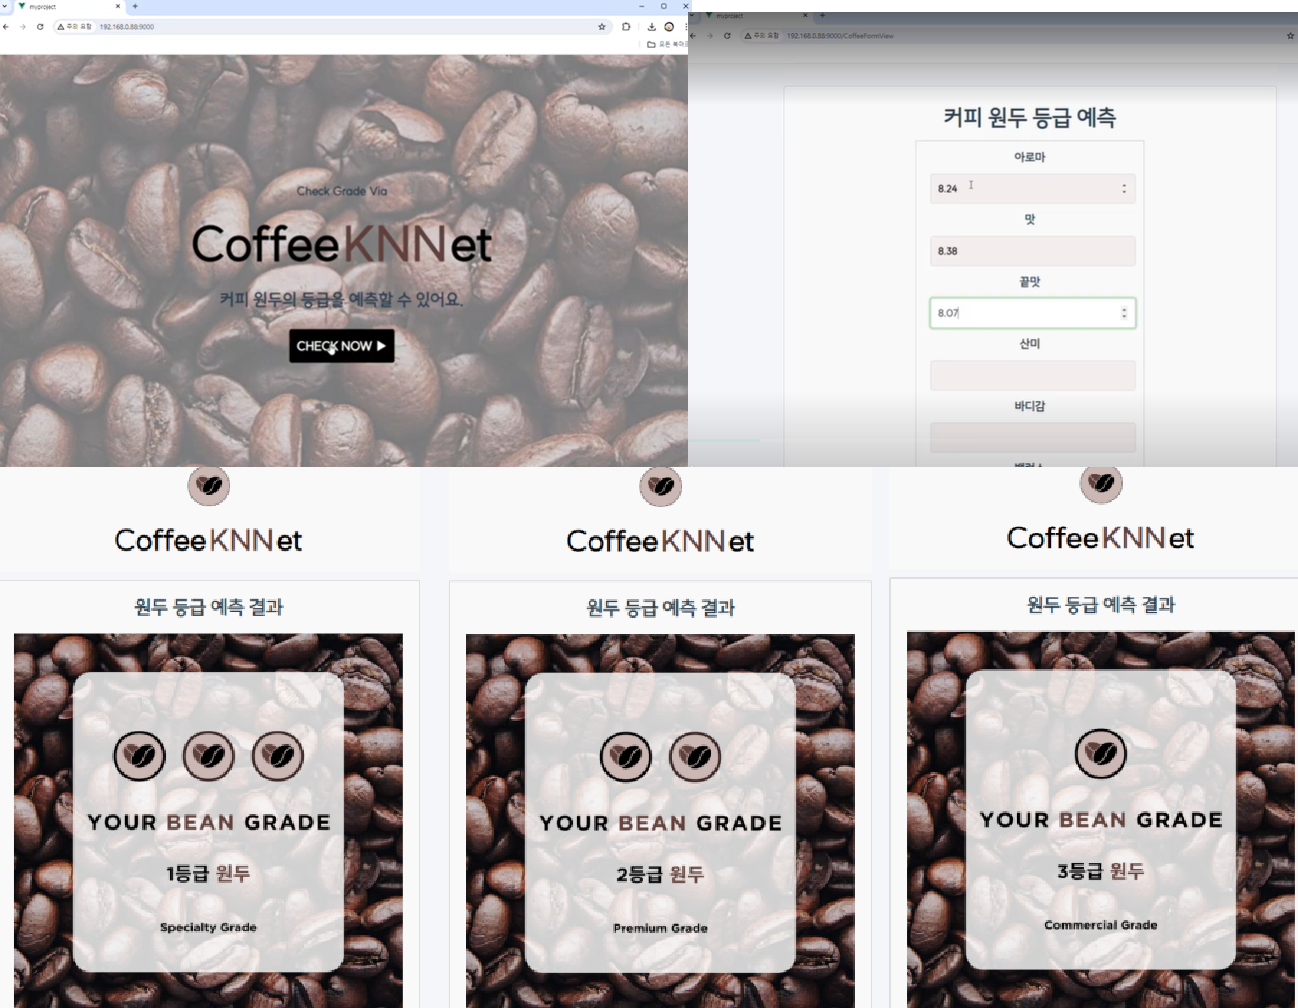 myproject
주의 요함 192.168.0.88:9000
Check Grade Via
CoffeeKNNet
커피 원두의 등급을 예측할 수 있어요.
CHECK NOW ▶
myproject
주의 요함 192.168.0.88:9000/CoffeeFormView
커피 원두 등급 예측
아로마
8.24
맛
8.38
끝맛
8.07
산미
바디감
CoffeeKNNet
원두 등급 예측 결과
YOUR BEAN GRADE
1등급 원두
Specialty Grade
CoffeeKNNet
원두 등급 예측 결과
YOUR BEAN GRADE
2등급 원두
Premium Grade
CoffeeKNNet
원두 등급 예측 결과
YOUR BEAN GRADE
3등급 원두
Commercial Grade